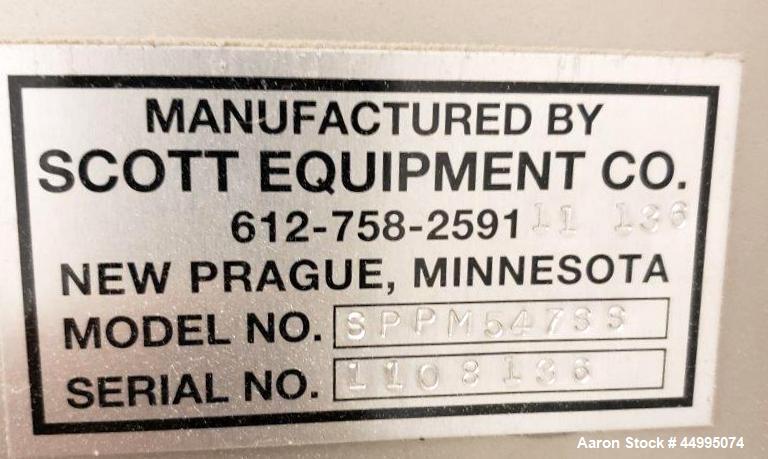 MANUFACTURED BY
SCOTT EQUIPMENT CO.
612-758-2591 11 136
NEW PRAGUE, MINNESOTA
MODEL NO. SPPM547SS
SERIAL NO. 1108136
Aaron Stock # 44995074